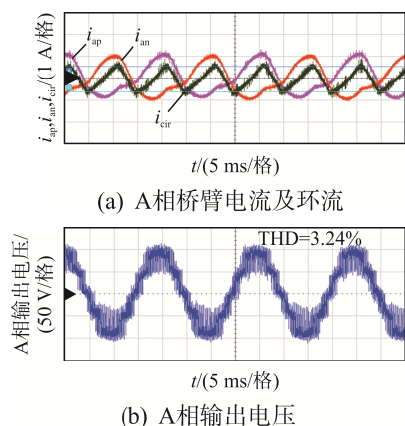 i_ap i_an
i_cir
i_ap,i_an,i_cir/(1 A/格)
t/(5 ms/格)
(a) A相桥臂电流及环流
THD=3.24%
A相输出电压/
(50 V/格)
t/(5 ms/格)
(b) A相输出电压